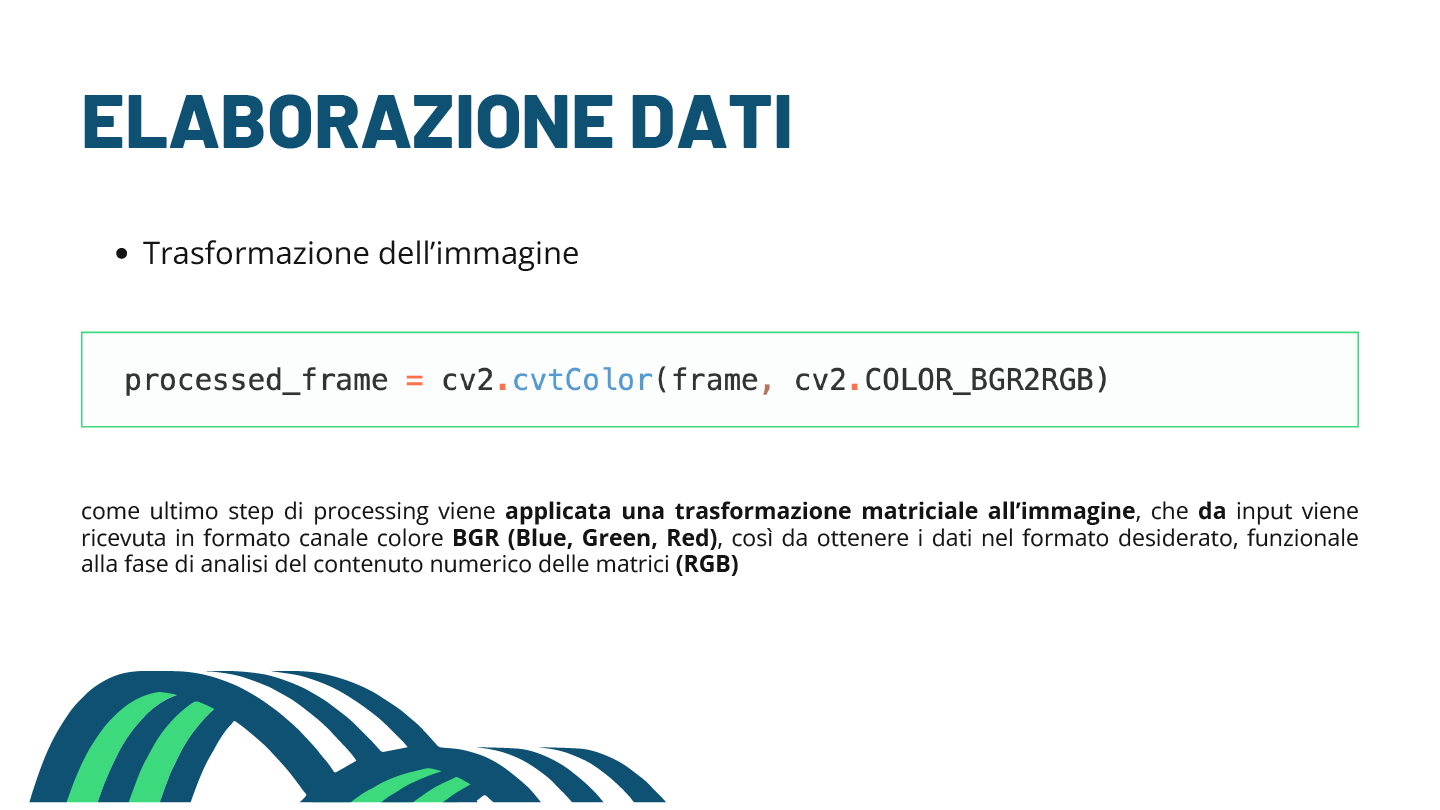 ELABORAZIONE DATI
• Trasformazione dell’immagine
processed_frame = cv2.cvtColor(frame, cv2.COLOR_BGR2RGB)
come ultimo step di processing viene applicata una trasformazione matriciale all’immagine, che da input viene
ricevuta in formato canale colore BGR (Blue, Green, Red), così da ottenere i dati nel formato desiderato, funzionale
alla fase di analisi del contenuto numerico delle matrici (RGB)